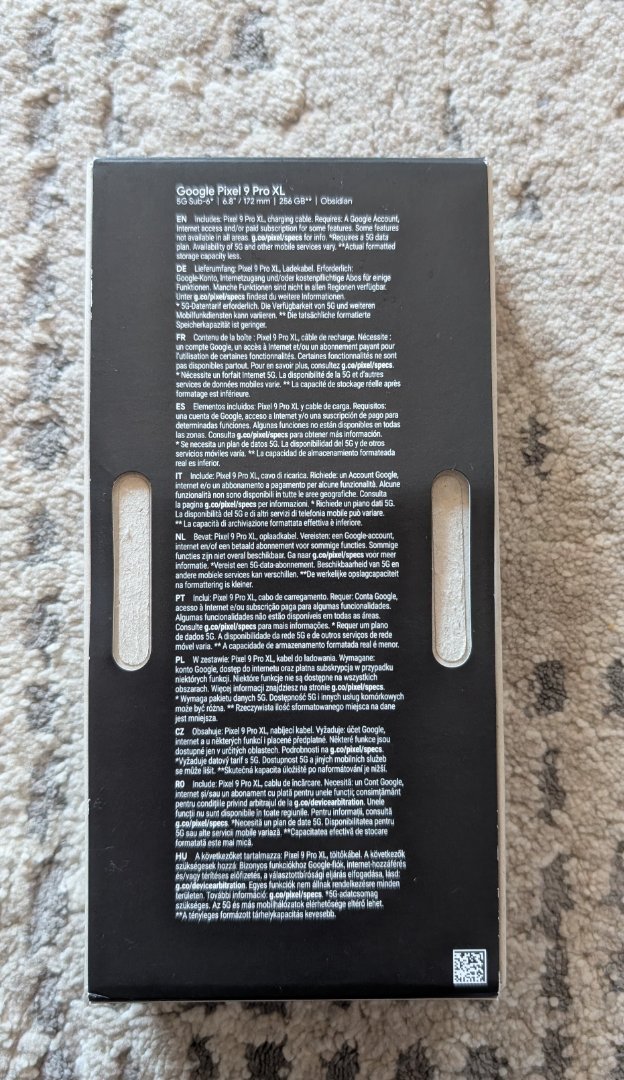 Google Pixel 9 Pro XL
5G Sub-6* | 6.8" / 172 mm | 256 GB** | Obsidian
EN | Includes: Pixel 9 Pro XL, charging cable. Requires: A Google Account,
Internet access and/or paid subscription for some features. Some features
not available in all areas. g.co/pixel/specs for info. *Requires a 5G data
plan. Availability of 5G and other mobile services vary. **Actual formatted
storage capacity less.
DE | Lieferumfang: Pixel 9 Pro XL, Ladekabel. Erforderlich:
Google-Konto, Internetzugang und/oder kostenpflichtige Abos für einige
Funktionen. Manche Funktionen sind nicht in allen Regionen verfügbar.
Unter g.co/pixel/specs findest du weitere Informationen.
* 5G-Datentarif erforderlich. Die Verfügbarkeit von 5G und weiteren
Mobilfunkdiensten kann variieren. ** Die tatsächliche formatierte
Speicherkapazität ist geringer.
FR | Contenu de la boîte : Pixel 9 Pro XL, câble de recharge. Nécessite :
un compte Google, un accès à Internet et/ou un abonnement payant pour
l'utilisation de certaines fonctionnalités. Certaines fonctionnalités ne sont
pas disponibles partout. Pour en savoir plus, consultez g.co/pixel/specs.
* Nécessite un forfait Internet 5G. La disponibilité de la 5G et d'autres
services de données mobiles varie. ** La capacité de stockage réelle après
formatage est inférieure.
ES | Elementos incluidos: Pixel 9 Pro XL y cable de carga. Requisitos:
una cuenta de Google, acceso a Internet y/o una suscripción de pago para
determinadas funciones. Algunas funciones no están disponibles en todas
las zonas. Consulta g.co/pixel/specs para obtener más información.
* Se necesita un plan de datos 5G. La disponibilidad del 5G y de otros
servicios móviles varía. ** La capacidad de almacenamiento formateada
real es inferior.
IT | Include: Pixel 9 Pro XL, cavo di ricarica. Richiede: un Account Google,
internet e/o un abbonamento a pagamento per alcune funzionalità. Alcune
funzionalità non sono disponibili in tutte le aree geografiche. Consulta
la pagina g.co/pixel/specs per informazioni. * Richiede un piano dati 5G.
La disponibilità del 5G e di altri servizi di telefonia mobile può variare.
** La capacità di archiviazione formattata effettiva è inferiore.
NL | Bevat: Pixel 9 Pro XL, oplaadkabel. Vereisten: een Google-account,
internet en/of een betaald abonnement voor sommige functies. Sommige
functies zijn niet overal beschikbaar. Ga naar g.co/pixel/specs voor meer
informatie. *Vereist een 5G-data-abonnement. Beschikbaarheid van 5G en
andere mobiele services kan verschillen. **De werkelijke opslagcapaciteit
na formattering is kleiner.
PT | Inclui: Pixel 9 Pro XL, cabo de carregamento. Requer: Conta Google,
acesso à Internet e/ou subscrição paga para algumas funcionalidades.
Algumas funcionalidades não estão disponíveis em todas as áreas.
Consulte g.co/pixel/specs para mais informações. * Requer um plano
de dados 5G. A disponibilidade da rede 5G e de outros serviços de rede
móvel varia. ** A capacidade de armazenamento formatada real é menor.
PL | W zestawie: Pixel 9 Pro XL, kabel do ładowania. Wymagane:
konto Google, dostęp do internetu oraz płatna subskrypcja w przypadku
niektórych funkcji. Niektóre funkcje nie są dostępne na wszystkich
obszarach. Więcej informacji znajdziesz na stronie g.co/pixel/specs.
* Wymaga pakietu danych 5G. Dostępność 5G i innych usług komórkowych
może być różna. ** Rzeczywista ilość sformatowanego miejsca na dane
jest mniejsza.
CZ | Obsahuje: Pixel 9 Pro XL, nabíjecí kabel. Vyžaduje: účet Google,
internet a u některých funkcí i placené předplatné. Některé funkce jsou
dostupné jen v určitých oblastech. Podrobnosti na g.co/pixel/specs.
*Vyžaduje datový tarif s 5G. Dostupnost 5G a jiných mobilních služeb
se může lišit. **Skutečná kapacita úložiště po naformátování je nižší.
RO | Include: Pixel 9 Pro XL, cablu de încărcare. Necesită: un Cont Google,
internet și/sau un abonament cu plată pentru unele funcții; consimțământ
pentru condițiile privind arbitrajul de la g.co/devicearbitration. Unele
funcții nu sunt disponibile în toate regiunile. Pentru informații, consultă
g.co/pixel/specs. *Necesită un plan de date 5G. Disponibilitatea pentru
5G sau alte servicii mobile variază. **Capacitatea efectivă de stocare
formatată este mai mică.
HU | A következőket tartalmazza: Pixel 9 Pro XL, töltőkábel. A következők
szükségesek hozzá: Bizonyos funkciókhoz Google-fiók, internet-hozzáférés
és/vagy térítéses előfizetés, a választottbírósági eljárás elfogadása, lásd:
g.co/devicearbitration. Egyes funkciók nem állnak rendelkezésre minden
területen. További információ: g.co/pixel/specs. *5G-adatcsomag
szükséges. Az 5G és más mobilhálózatok elérhetősége eltérő lehet.
**A tényleges formázott tárhelykapacitás kevesebb.